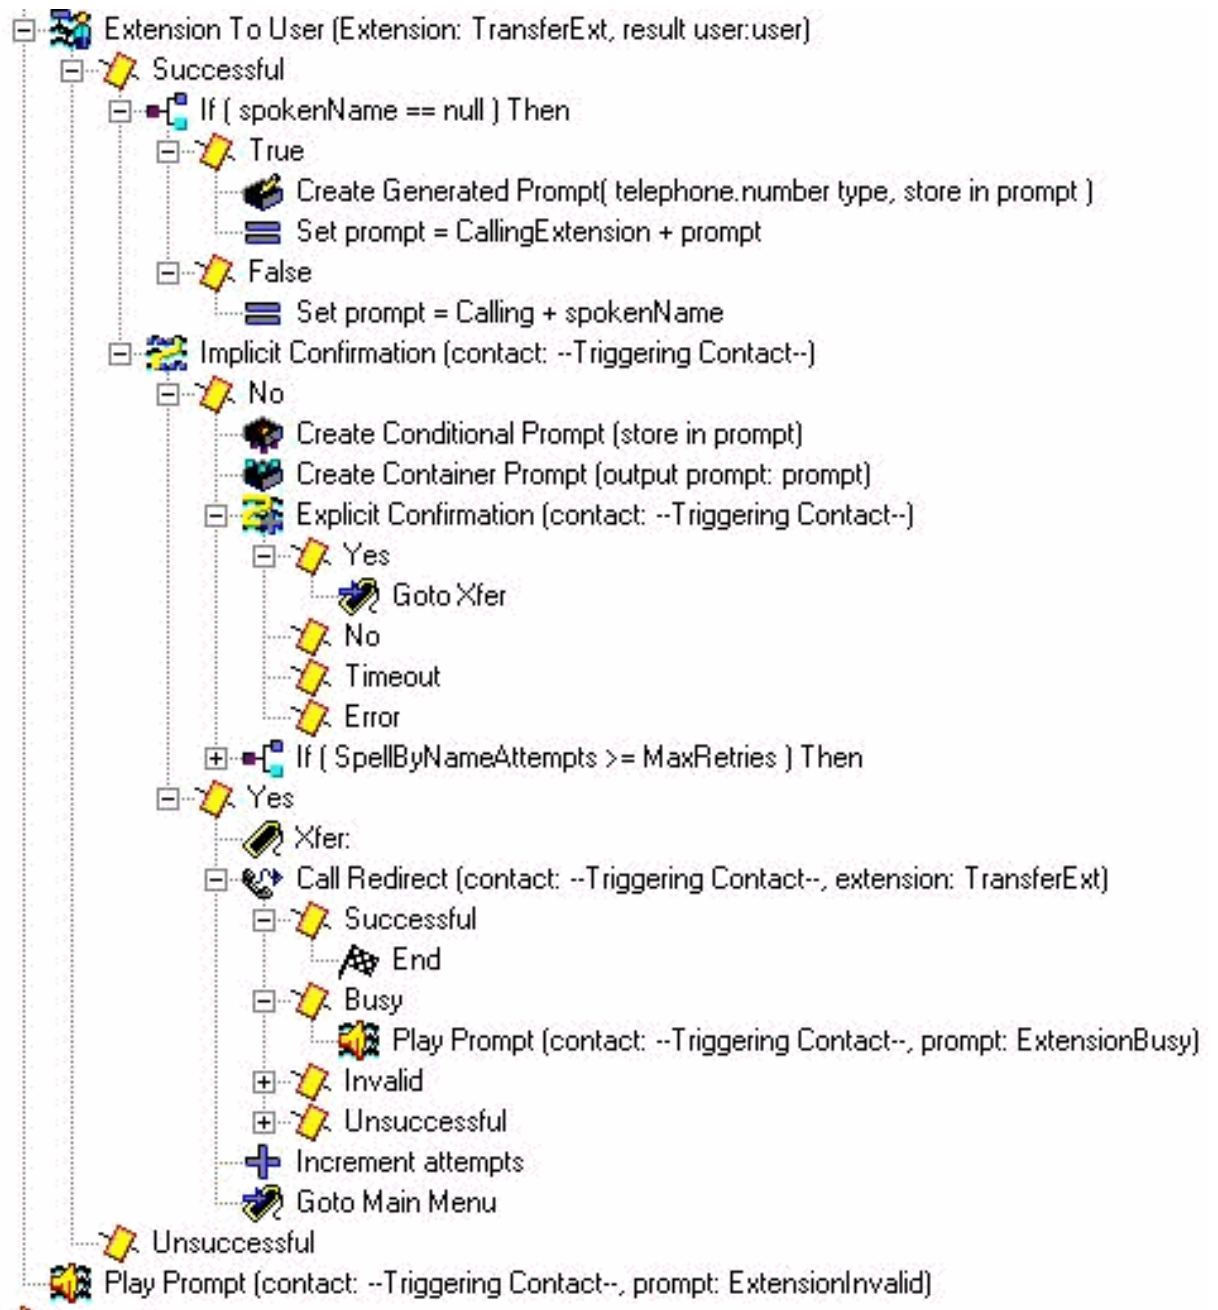 Extension To User (Extension: TransferExt, result user:user)
Successful
If ( spokenName == null ) Then
True
Create Generated Prompt( telephone.number type, store in prompt )
Set prompt = CallingExtension + prompt
False
Set prompt = Calling + spokenName
Implicit Confirmation (contact: --Triggering Contact--)
No
Create Conditional Prompt (store in prompt)
Create Container Prompt (output prompt: prompt)
Explicit Confirmation (contact: --Triggering Contact--)
Yes
Goto Xfer
No
Timeout
Error
If ( SpellByNameAttempts >= MaxRetries ) Then
Yes
Xfer:
Call Redirect (contact: --Triggering Contact--, extension: TransferExt)
Successful
End
Busy
Play Prompt (contact: --Triggering Contact--, prompt: ExtensionBusy)
Invalid
Unsuccessful
Increment attempts
Goto Main Menu
Unsuccessful
Play Prompt (contact: --Triggering Contact--, prompt: ExtensionInvalid)